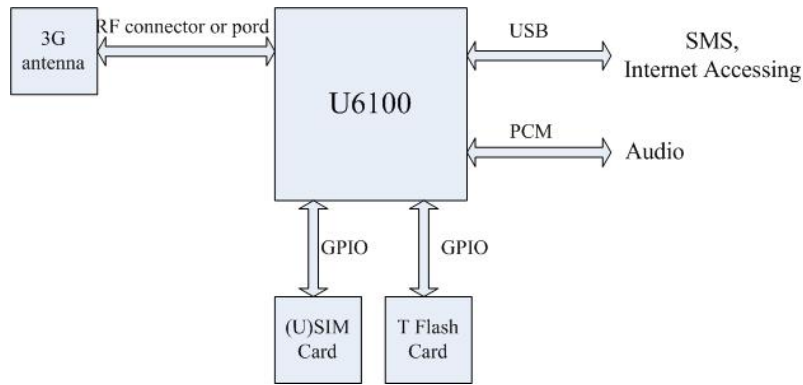 3G
antenna
RF connector or pord
U6100
USB
SMS,
Internet Accessing
PCM
Audio
GPIO
GPIO
(U)SIM
Card
T Flash
Card